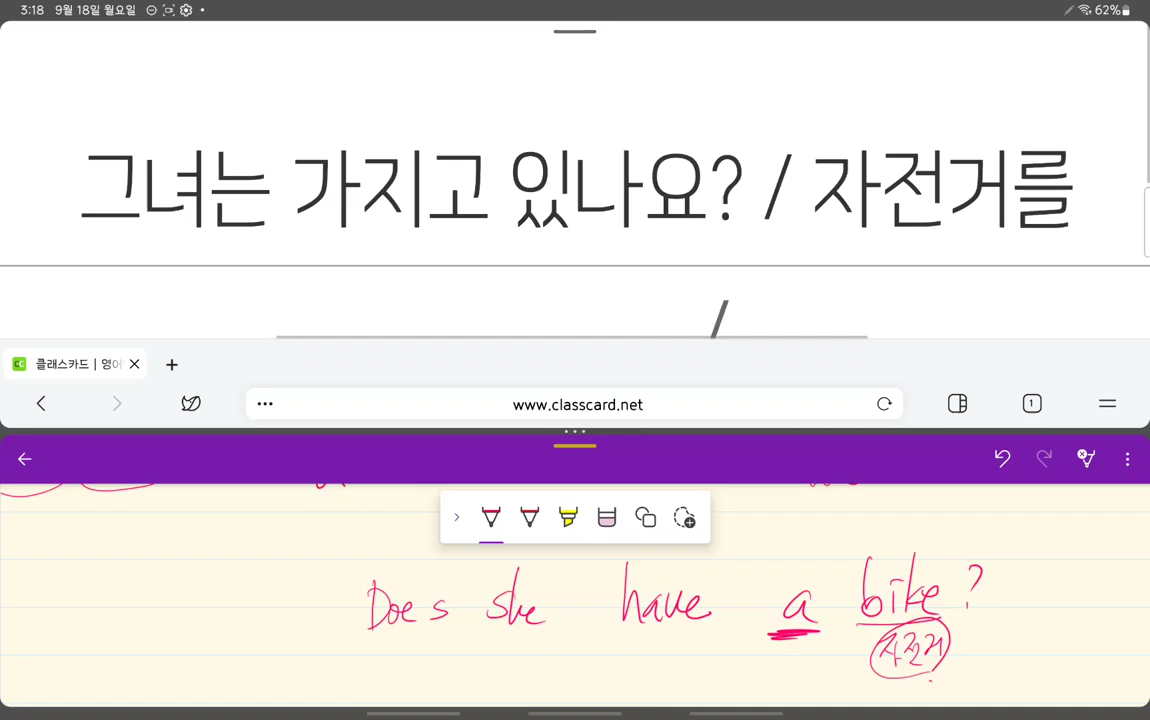 3:18 9월 18일 월요일 62%
그녀는 가지고 있나요? / 자전거를
/
클래스카드 | 영어
www.classcard.net
1
Does she have a bike?
자전거